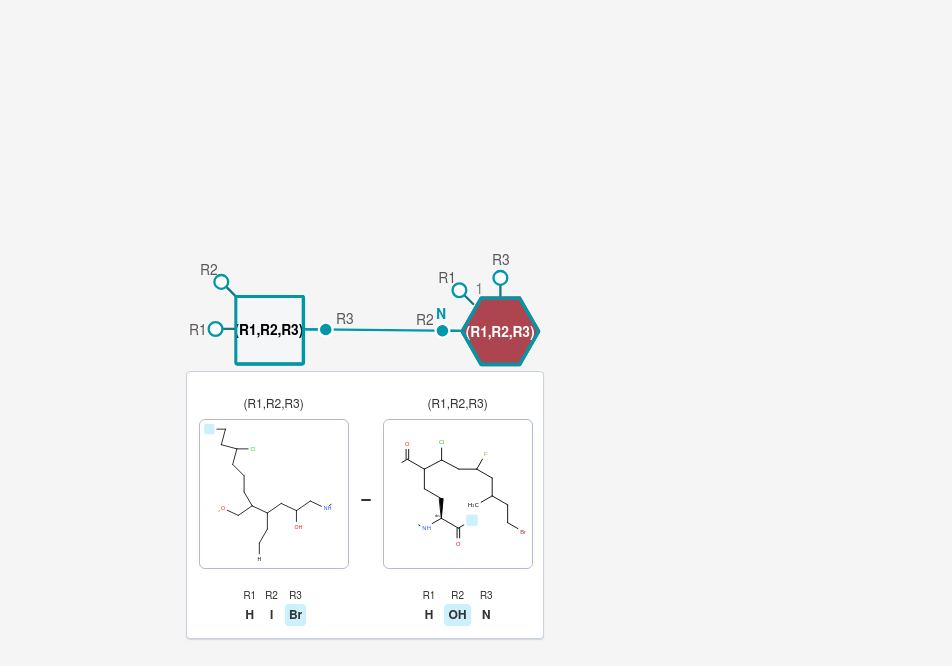 R3
R2 R1 1
N
R1 (R1,R2,R3) R3 R2 (R1,R2,R3)
(R1,R2,R3) (R1,R2,R3)
Cl O Cl F
H₃C
O NH OH NH Br
O
H
R1 R2 R3 R1 R2 R3
H I Br H OH N